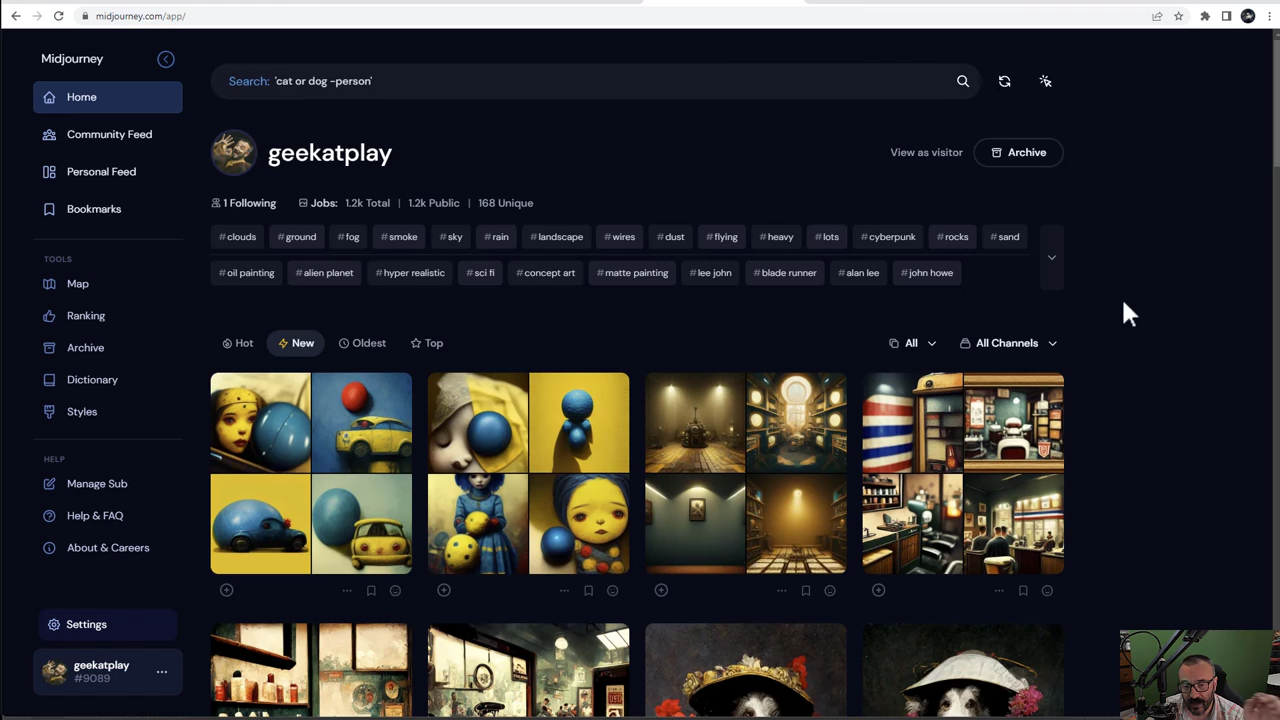 midjourney.com/app/
Midjourney
Home
Community Feed
Personal Feed
Bookmarks
TOOLS
Map
Ranking
Archive
Dictionary
Styles
HELP
Manage Sub
Help & FAQ
About & Careers
Settings
geekatplay
#9089
Search: 'cat or dog -person'
geekatplay
View as visitor
Archive
1 Following
Jobs: 1.2k Total | 1.2k Public | 168 Unique
#clouds #ground #fog #smoke #sky #rain #landscape #wires #dust #flying #heavy #lots #cyberpunk #rocks #sand
#oil painting #alien planet #hyper realistic #sci fi #concept art #matte painting #lee john #blade runner #alan lee #john howe
Hot New Oldest Top All All Channels